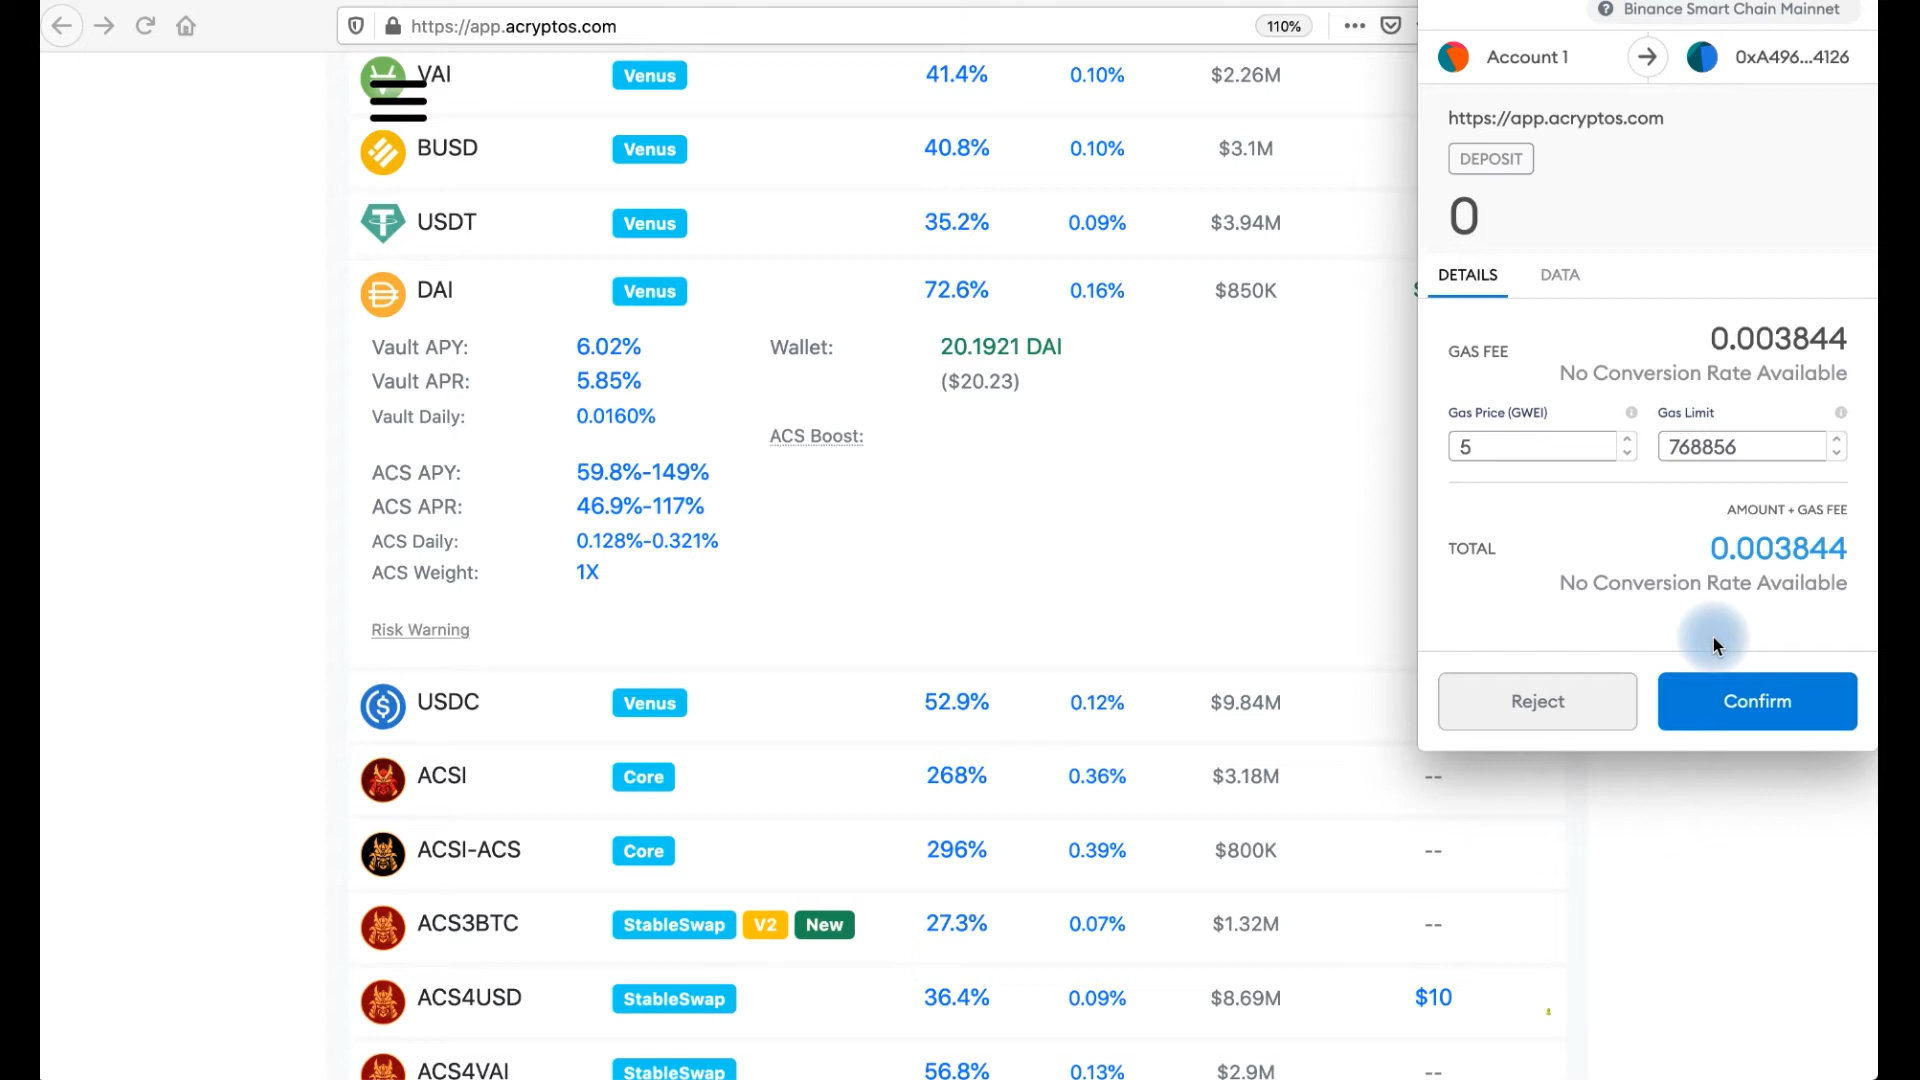 https://app.acryptos.com
110%
VAI Venus 41.4% 0.10% $2.26M
BUSD Venus 40.8% 0.10% $3.1M
USDT Venus 35.2% 0.09% $3.94M
DAI Venus 72.6% 0.16% $850K
Vault APY: 6.02% Wallet: 20.1921 DAI
Vault APR: 5.85% ($20.23)
Vault Daily: 0.0160%
ACS Boost:
ACS APY: 59.8%-149%
ACS APR: 46.9%-117%
ACS Daily: 0.128%-0.321%
ACS Weight: 1X
Risk Warning
USDC Venus 52.9% 0.12% $9.84M
ACSI Core 268% 0.36% $3.18M --
ACSI-ACS Core 296% 0.39% $800K --
ACS3BTC StableSwap V2 New 27.3% 0.07% $1.32M --
ACS4USD StableSwap 36.4% 0.09% $8.69M $10
ACS4VAI StableSwap 56.8% 0.13% $2.9M --
Binance Smart Chain Mainnet
Account 1 0xA496...4126
https://app.acryptos.com
DEPOSIT
0
DETAILS DATA
GAS FEE 0.003844
No Conversion Rate Available
Gas Price (GWEI) Gas Limit
5 768856
AMOUNT + GAS FEE
TOTAL 0.003844
No Conversion Rate Available
Reject Confirm